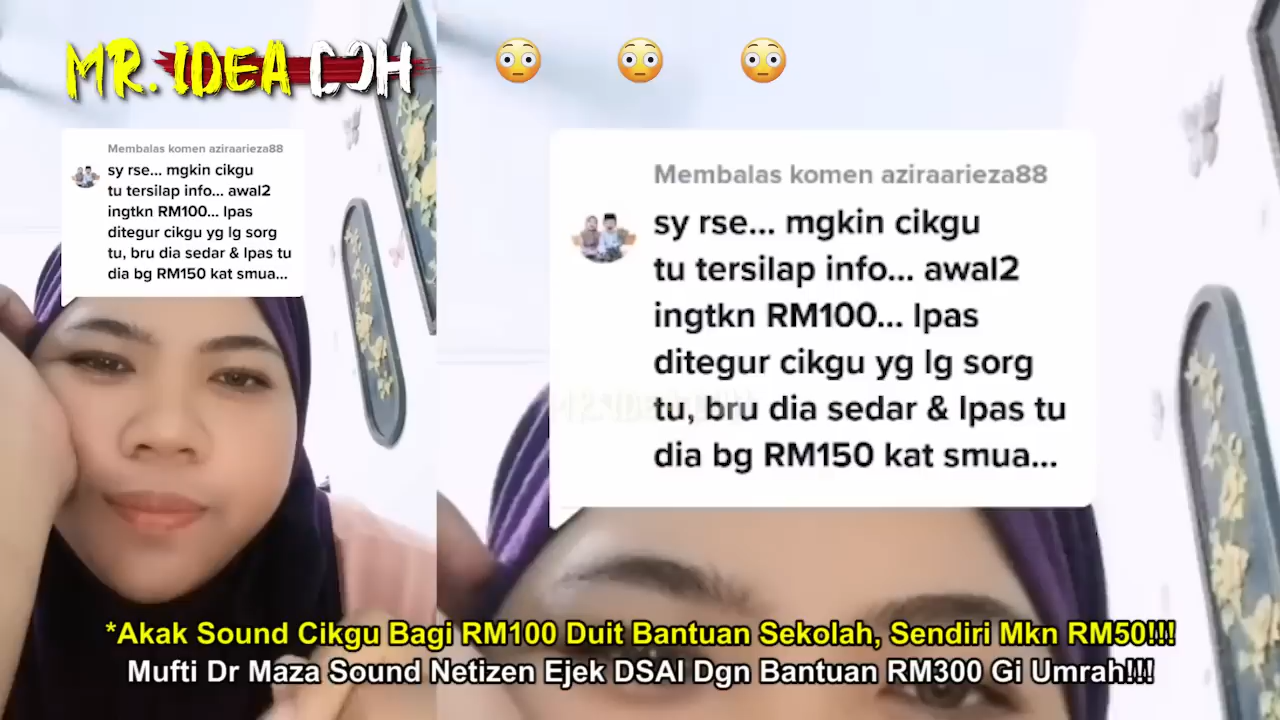 MR. IDEA
Membalas komen aziraarieza88
sy rse... mgkin cikgu
tu tersilap info... awal2
ingtkn RM100... lpas
ditegur cikgu yg lg sorg
tu, bru dia sedar & lpas tu
dia bg RM150 kat smua...
Membalas komen aziraarieza88
sy rse... mgkin cikgu
tu tersilap info... awal2
ingtkn RM100... lpas
ditegur cikgu yg lg sorg
tu, bru dia sedar & lpas tu
dia bg RM150 kat smua...
*Akak Sound Cikgu Bagi RM100 Duit Bantuan Sekolah, Sendiri Mkn RM50!!!
Mufti Dr Maza Sound Netizen Ejek DSAI Dgn Bantuan RM300 Gi Umrah!!!